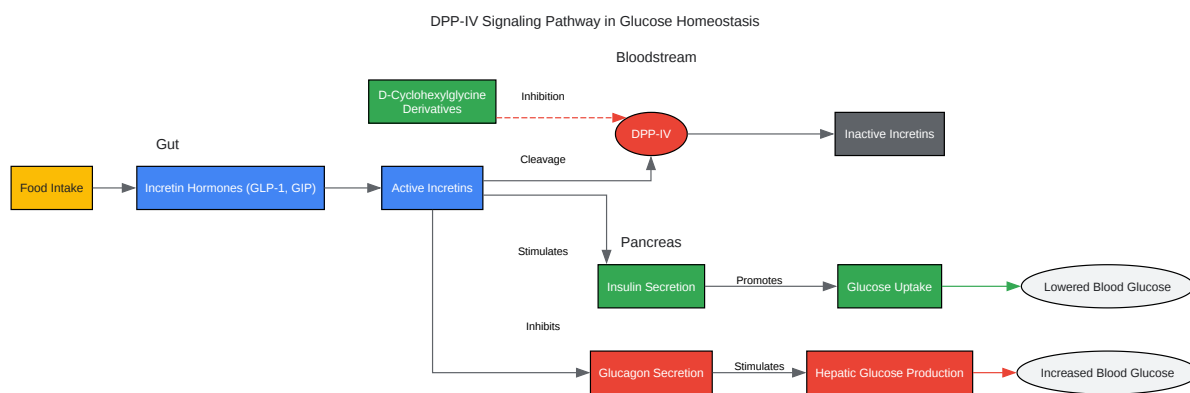 DPP-IV Signaling Pathway in Glucose Homeostasis
Bloodstream
D-Cyclohexylglycine
Derivatives
Inhibition
DPP-IV
Inactive Incretins
Gut
Cleavage
Food Intake
Incretin Hormones (GLP-1, GIP)
Active Incretins
Pancreas
Stimulates
Insulin Secretion
Promotes
Glucose Uptake
Lowered Blood Glucose
Inhibits
Glucagon Secretion
Stimulates
Hepatic Glucose Production
Increased Blood Glucose